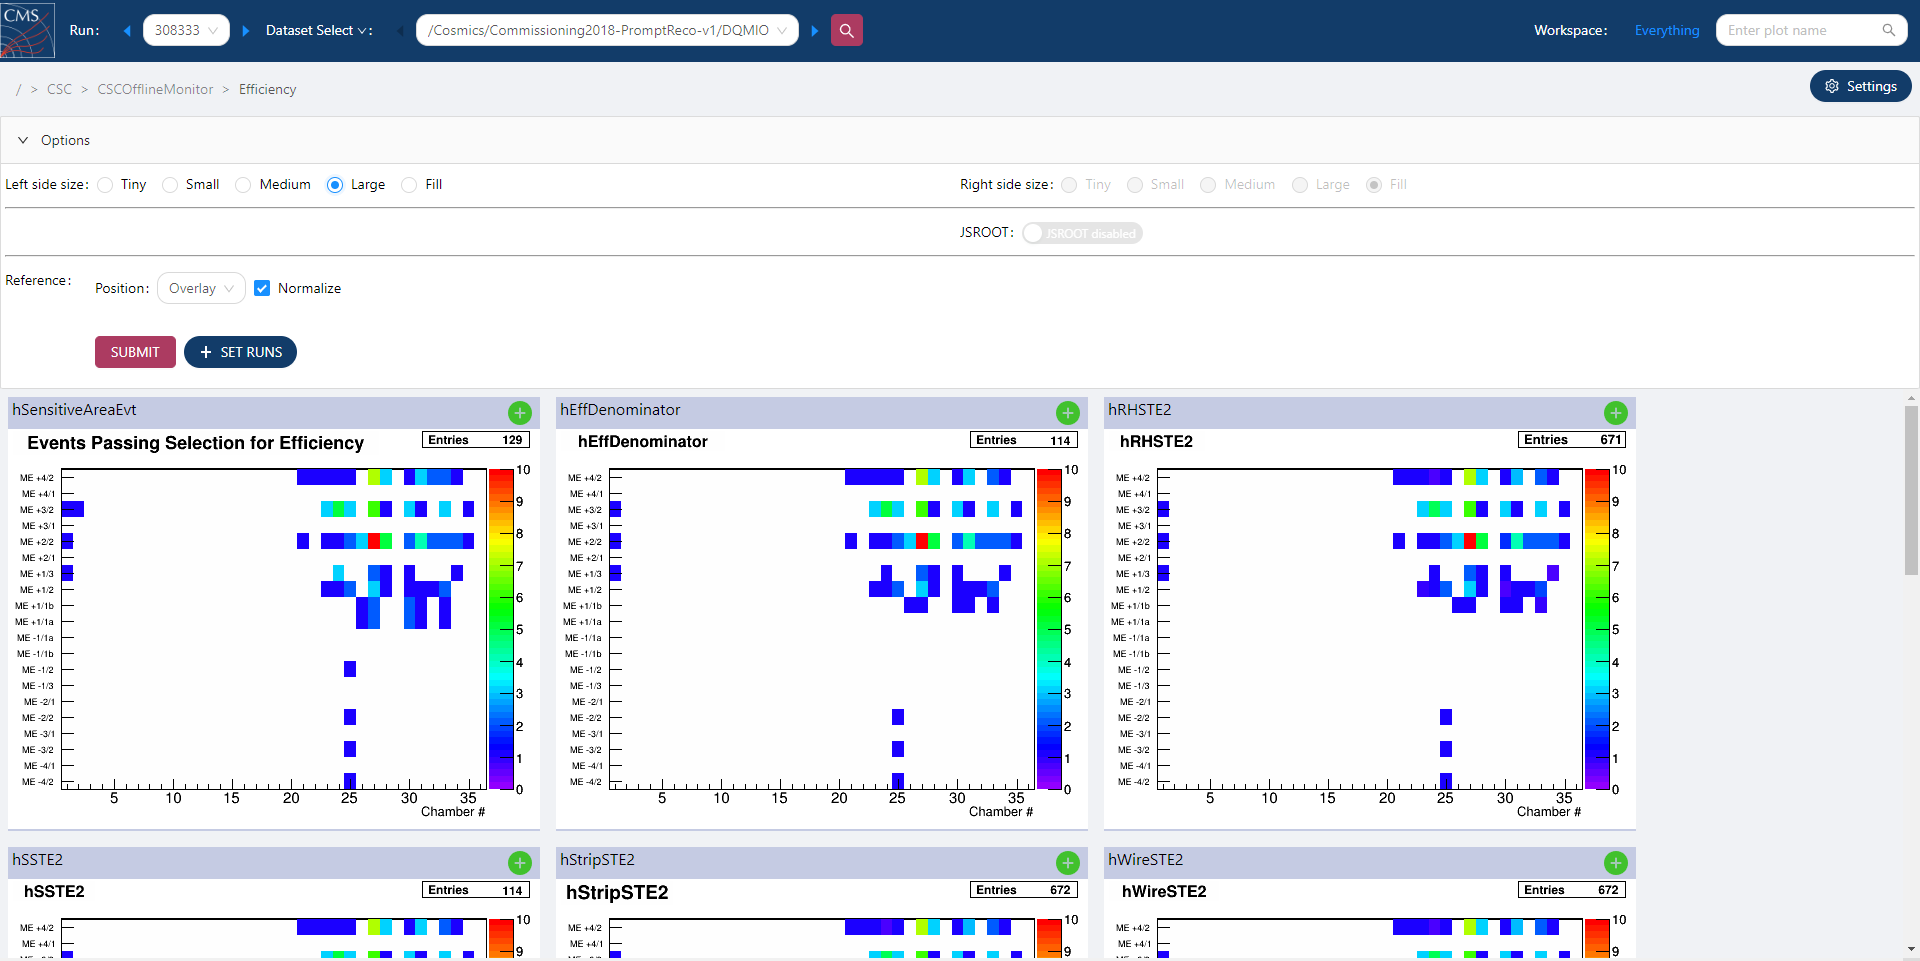 CMS Run: 308333 Dataset Select : /Cosmics/Commissioning2018-PromptReco-v1/DQMIO Workspace: Everything Enter plot name
/ > CSC > CSCOfflineMonitor > Efficiency
Settings
Options
Left side size: Tiny Small Medium Large Fill Right side size: Tiny Small Medium Large Fill
JSROOT: JSROOT disabled
Reference: Position: Overlay Normalize
SUBMIT + SET RUNS
hSensitiveAreaEvt
Events Passing Selection for Efficiency
Entries 129
ME +4/2
ME +4/1
ME +3/2
ME +3/1
ME +2/2
ME +2/1
ME +1/3
ME +1/2
ME +1/1b
ME +1/1a
ME -1/1a
ME -1/1b
ME -1/2
ME -1/3
ME -2/1
ME -2/2
ME -3/1
ME -3/2
ME -4/1
ME -4/2
10
9
8
7
6
5
4
3
2
1
0
5 10 15 20 25 30 35
Chamber #
hEffDenominator
hEffDenominator
Entries 114
ME +4/2
ME +4/1
ME +3/2
ME +3/1
ME +2/2
ME +2/1
ME +1/3
ME +1/2
ME +1/1b
ME +1/1a
ME -1/1a
ME -1/1b
ME -1/2
ME -1/3
ME -2/1
ME -2/2
ME -3/1
ME -3/2
ME -4/1
ME -4/2
10
9
8
7
6
5
4
3
2
1
0
5 10 15 20 25 30 35
Chamber #
hRHSTE2
hRHSTE2
Entries 671
ME +4/2
ME +4/1
ME +3/2
ME +3/1
ME +2/2
ME +2/1
ME +1/3
ME +1/2
ME +1/1b
ME +1/1a
ME -1/1a
ME -1/1b
ME -1/2
ME -1/3
ME -2/1
ME -2/2
ME -3/1
ME -3/2
ME -4/1
ME -4/2
10
9
8
7
6
5
4
3
2
1
0
5 10 15 20 25 30 35
Chamber #
hSSTE2
hSSTE2
Entries 114
ME +4/2
ME +4/1
10
9
hStripSTE2
hStripSTE2
Entries 672
ME +4/2
ME +4/1
10
9
hWireSTE2
hWireSTE2
Entries 672
ME +4/2
ME +4/1
10
9